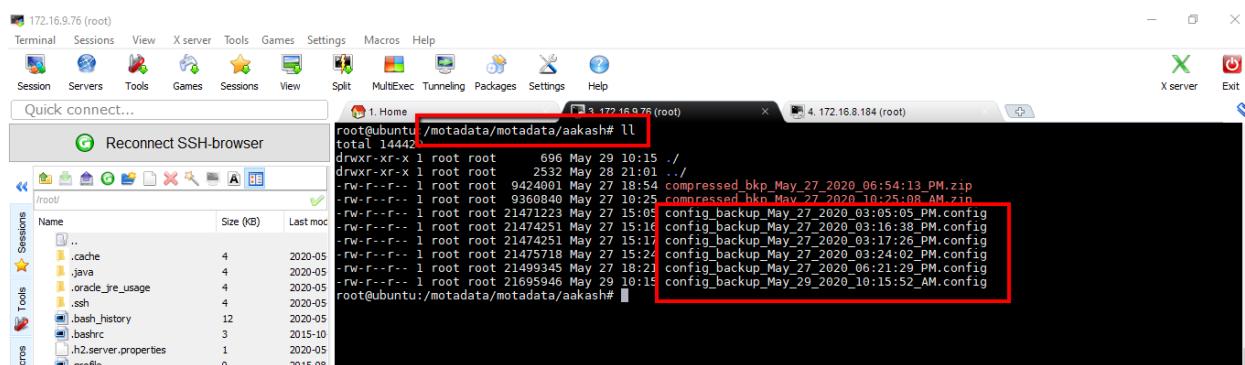 172.16.9.76 (root)
Terminal Sessions View X server Tools Games Settings Macros Help
Session Servers Tools Games Sessions View Split MultiExec Tunneling Packages Settings Help X server Exit
Quick connect...
1. Home
3. 172.16.9.76 (root)
4. 172.16.8.184 (root)
Reconnect SSH-browser
/root/
Name Size (KB) Last mod
..
.cache 4 2020-05
.java 4 2020-05
.oracle_jre_usage 4 2020-05
.ssh 4 2020-05
.bash_history 12 2020-05
.bashrc 3 2015-10
.h2.server.properties 1 2020-05
Sessions
Tools
root@ubuntu:/motadata/motadata/aakash# ll
total 14442
drwxr-xr-x 1 root root 696 May 29 10:15 ./
drwxr-xr-x 1 root root 2532 May 28 21:01 ../
-rw-r--r-- 1 root root 9424001 May 27 18:54 compressed_bkp_May_27_2020_06:54:13_PM.zip
-rw-r--r-- 1 root root 9360840 May 27 10:25 compressed_bkp_May_27_2020_10:25:08_AM.zip
-rw-r--r-- 1 root root 21471223 May 27 15:05 config_backup_May_27_2020_03:05:05_PM.config
-rw-r--r-- 1 root root 21474251 May 27 15:16 config_backup_May_27_2020_03:16:38_PM.config
-rw-r--r-- 1 root root 21474251 May 27 15:17 config_backup_May_27_2020_03:17:26_PM.config
-rw-r--r-- 1 root root 21475718 May 27 15:24 config_backup_May_27_2020_03:24:02_PM.config
-rw-r--r-- 1 root root 21499345 May 27 18:21 config_backup_May_27_2020_06:21:29_PM.config
-rw-r--r-- 1 root root 21695946 May 29 10:15 config_backup_May_29_2020_10:15:52_AM.config
root@ubuntu:/motadata/motadata/aakash#